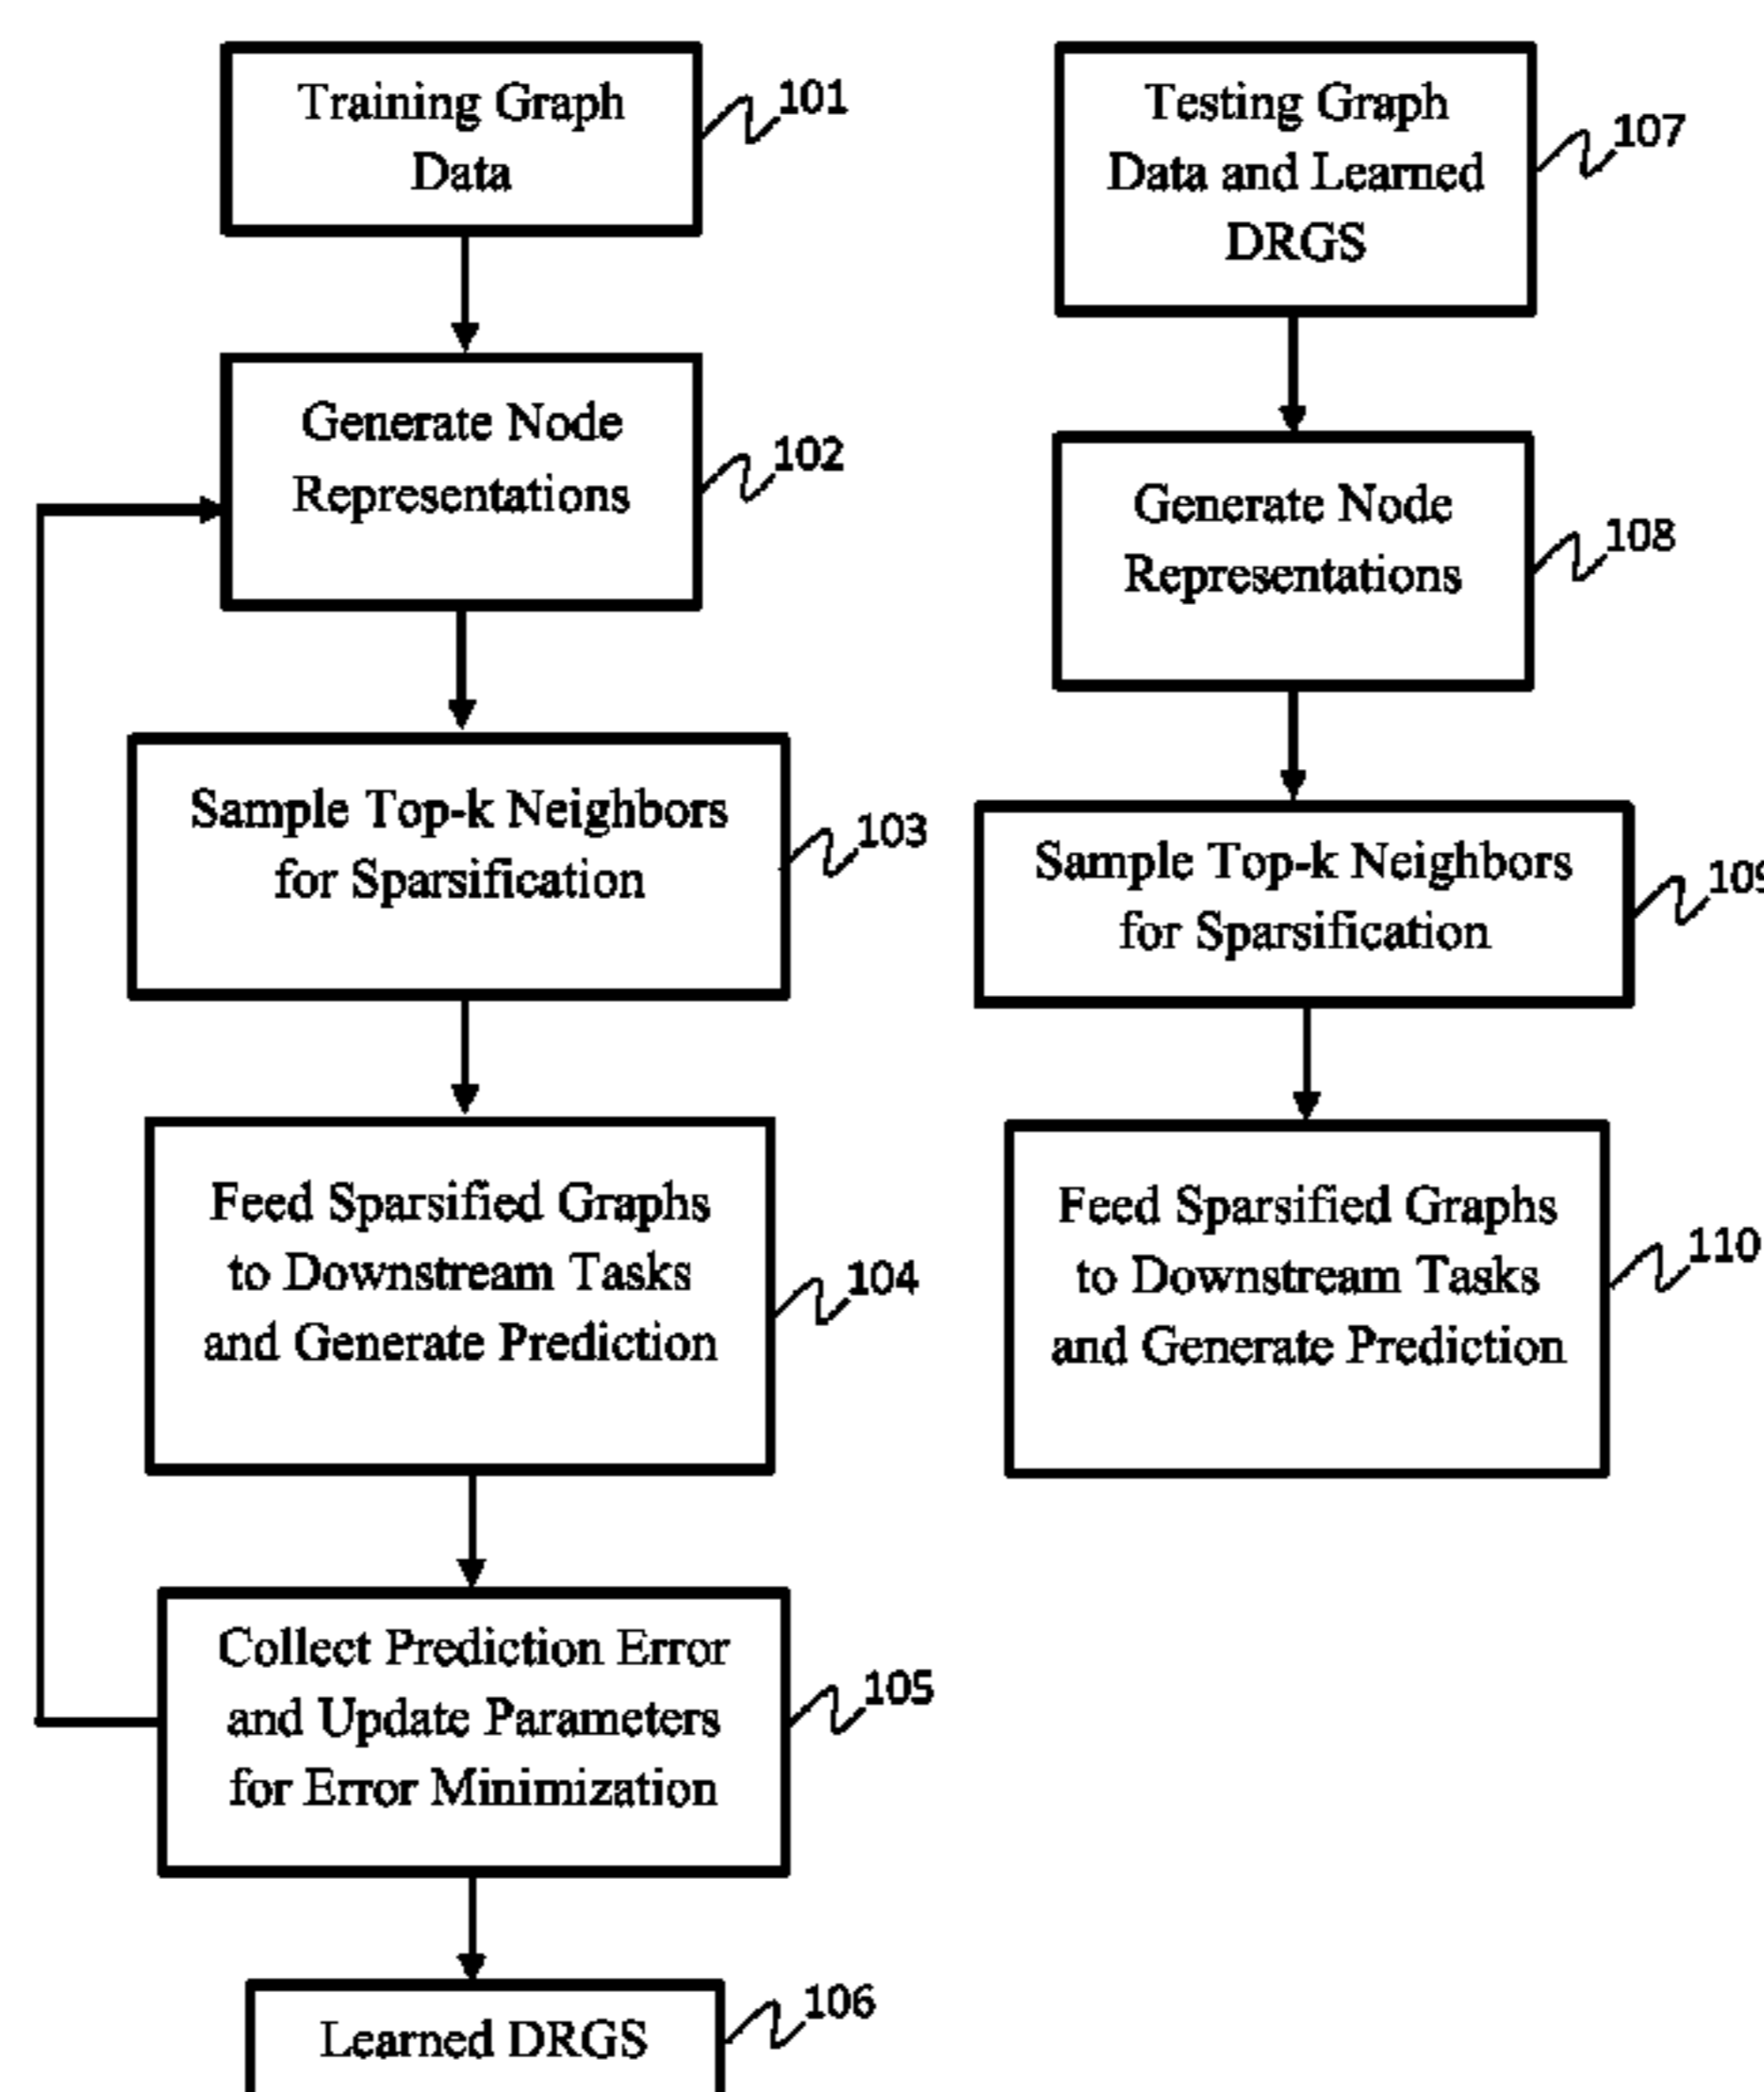 Training Graph
Data
101
Generate Node
Representations
102
Sample Top-k Neighbors
for Sparsification
103
Feed Sparsified Graphs
to Downstream Tasks
and Generate Prediction
104
Collect Prediction Error
and Update Parameters
for Error Minimization
105
Learned DRGS
106
Testing Graph
Data and Learned
DRGS
107
Generate Node
Representations
108
Sample Top-k Neighbors
for Sparsification
109
Feed Sparsified Graphs
to Downstream Tasks
and Generate Prediction
110